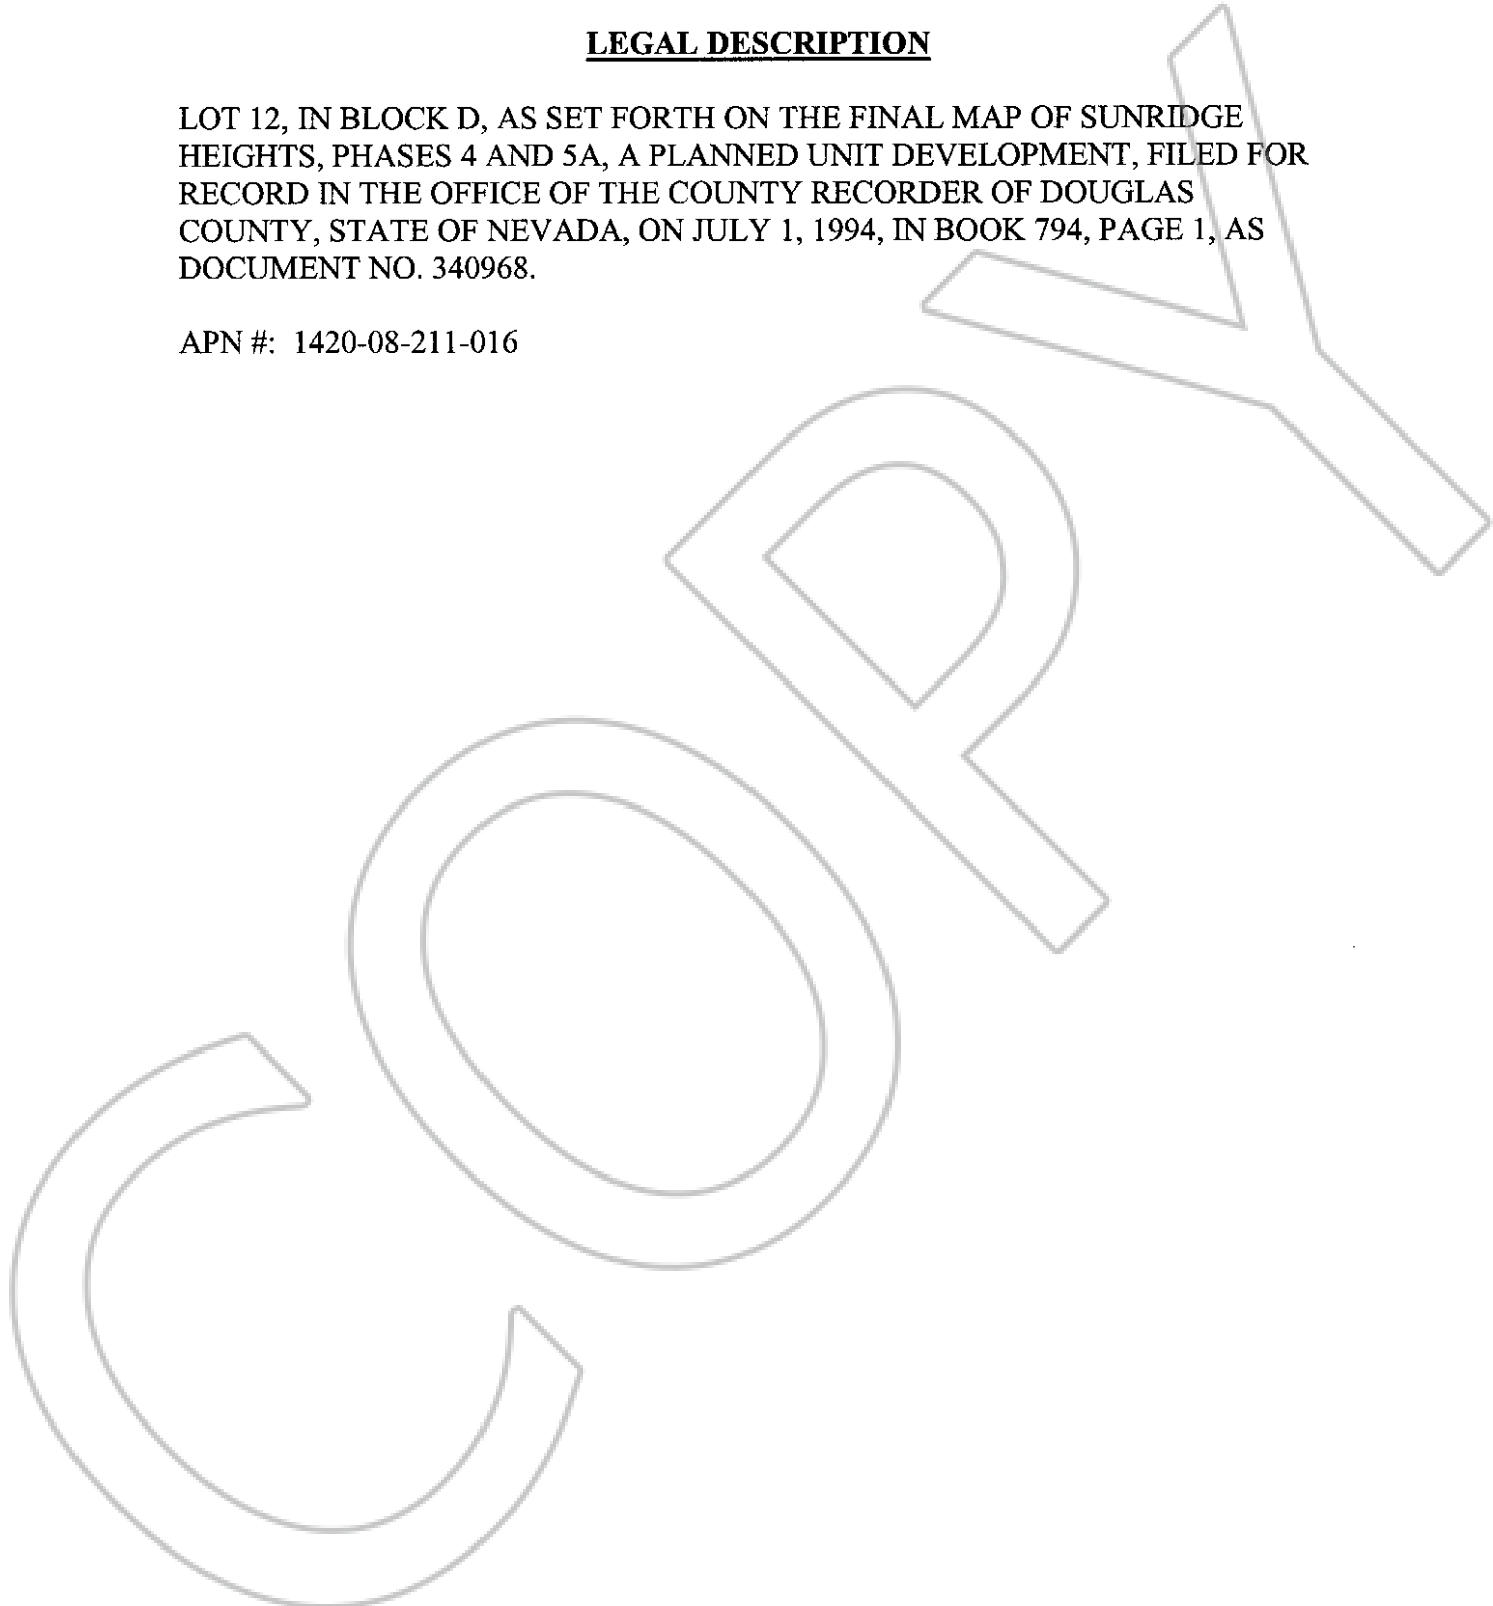 LEGAL DESCRIPTION
LOT 12, IN BLOCK D, AS SET FORTH ON THE FINAL MAP OF SUNRIDGE
HEIGHTS, PHASES 4 AND 5A, A PLANNED UNIT DEVELOPMENT, FILED FOR
RECORD IN THE OFFICE OF THE COUNTY RECORDER OF DOUGLAS
COUNTY, STATE OF NEVADA, ON JULY 1, 1994, IN BOOK 794, PAGE 1, AS
DOCUMENT NO. 340968.
APN #: 1420-08-211-016
COPY